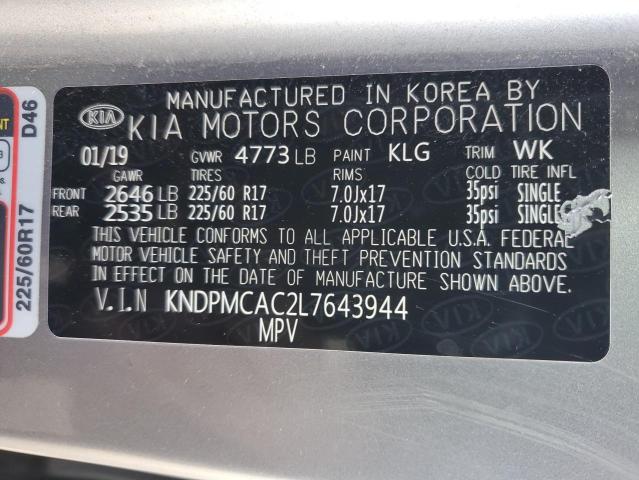 MANUFACTURED IN KOREA BY
KIA KIA MOTORS CORPORATION
01/19 GVWR 4773 LB PAINT KLG TRIM WK
GAWR TIRES RIMS COLD TIRE INFL
FRONT 2646 LB 225/60 R17 7.0Jx17 35psi SINGLE
REAR 2535 LB 225/60 R17 7.0Jx17 35psi SINGLE
THIS VEHICLE CONFORMS TO ALL APPLICABLE U.S.A. FEDERAL
MOTOR VEHICLE SAFETY AND THEFT PREVENTION STANDARDS
IN EFFECT ON THE DATE OF MANUFACTURE SHOWN ABOVE.
V.I.N KNDPMCAC2L7643944
MPV
D46
225/60R17